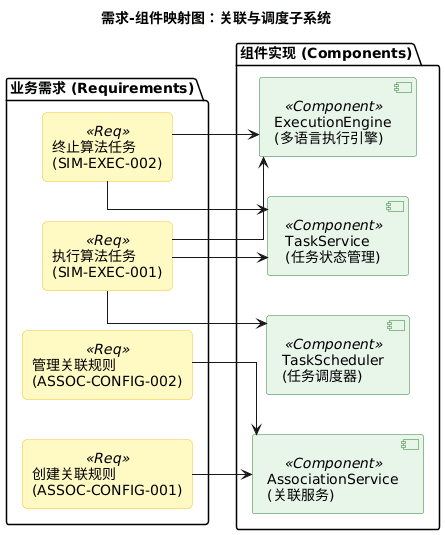 需求-组件映射图：关联与调度子系统
业务需求 (Requirements)
«Req»
终止算法任务
(SIM-EXEC-002)
«Req»
执行算法任务
(SIM-EXEC-001)
«Req»
管理关联规则
(ASSOC-CONFIG-002)
«Req»
创建关联规则
(ASSOC-CONFIG-001)
组件实现 (Components)
«Component»
ExecutionEngine
(多语言执行引擎)
«Component»
TaskService
(任务状态管理)
«Component»
TaskScheduler
(任务调度器)
«Component»
AssociationService
(关联服务)